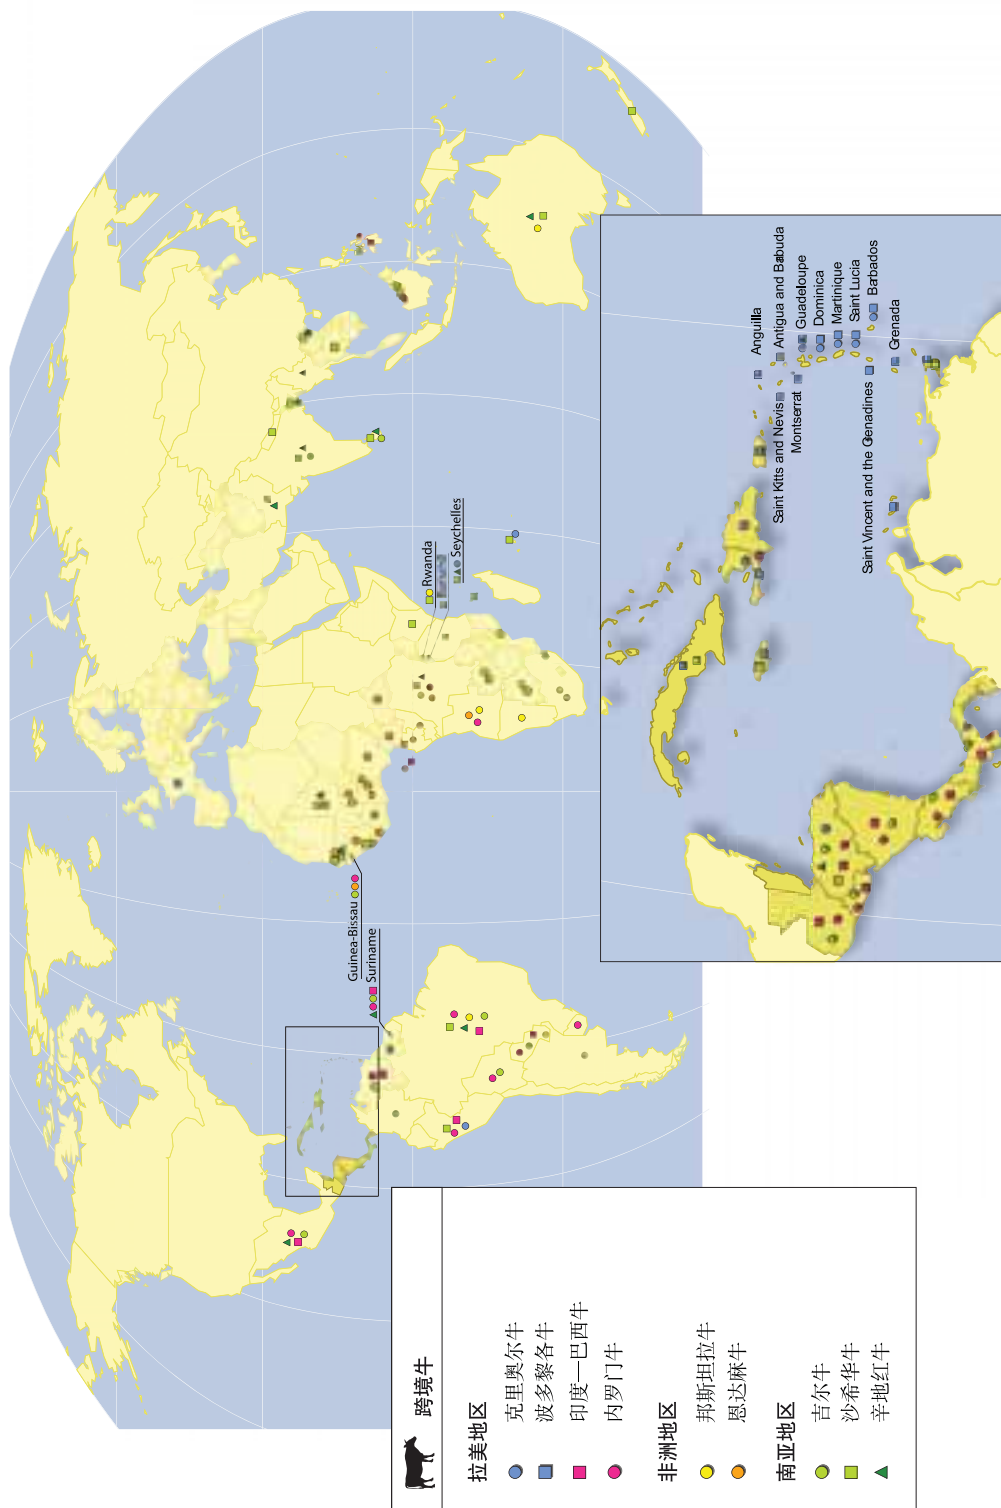 跨境牛
拉美地区
克里奥尔牛
波多黎各牛
印度—巴西牛
内罗门牛
非洲地区
邦斯坦拉牛
恩达麻牛
南亚地区
吉尔牛
沙希华牛
辛地红牛
Guinea-Bissau
Suriname
Rwanda
Seychelles
Anguilla
Saint Kitts and Nevis
Antigua and Babuda
Montserrat
Guadeloupe
Dominica
Martinique
Saint Lucia
Saint Vincent and the Genadines
Barbados
Grenada